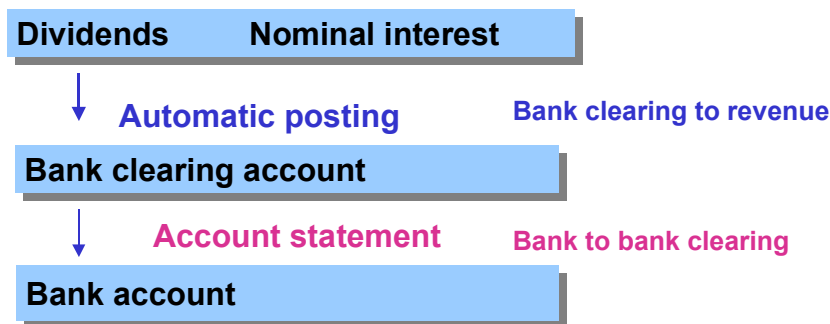 Dividends Nominal interest
Automatic posting Bank clearing to revenue
Bank clearing account
Account statement Bank to bank clearing
Bank account